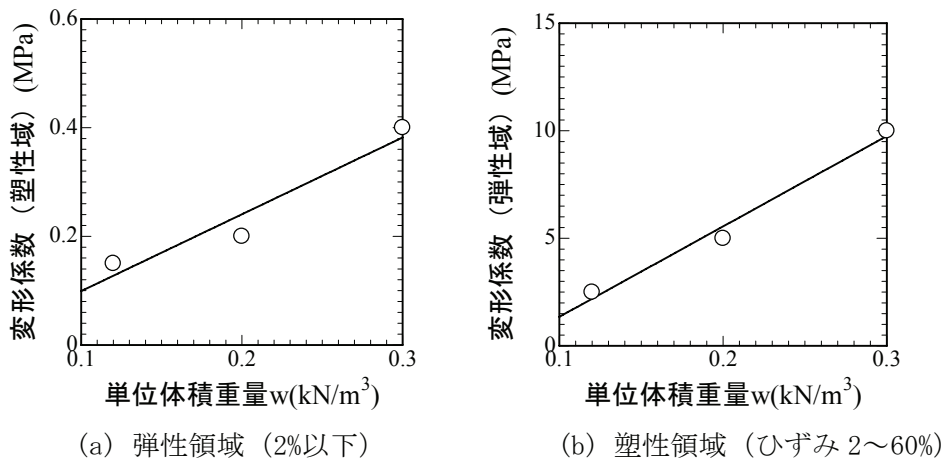 変形係数（塑性域）(MPa)
0.6
0.4
0.2
0
0.1
0.2
0.3
単位体積重量w(kN/m³)
(a) 弾性領域（2%以下）
変形係数（弾性域）(MPa)
15
10
5
0
0.1
0.2
0.3
単位体積重量w(kN/m³)
(b) 塑性領域（ひずみ 2～60%）